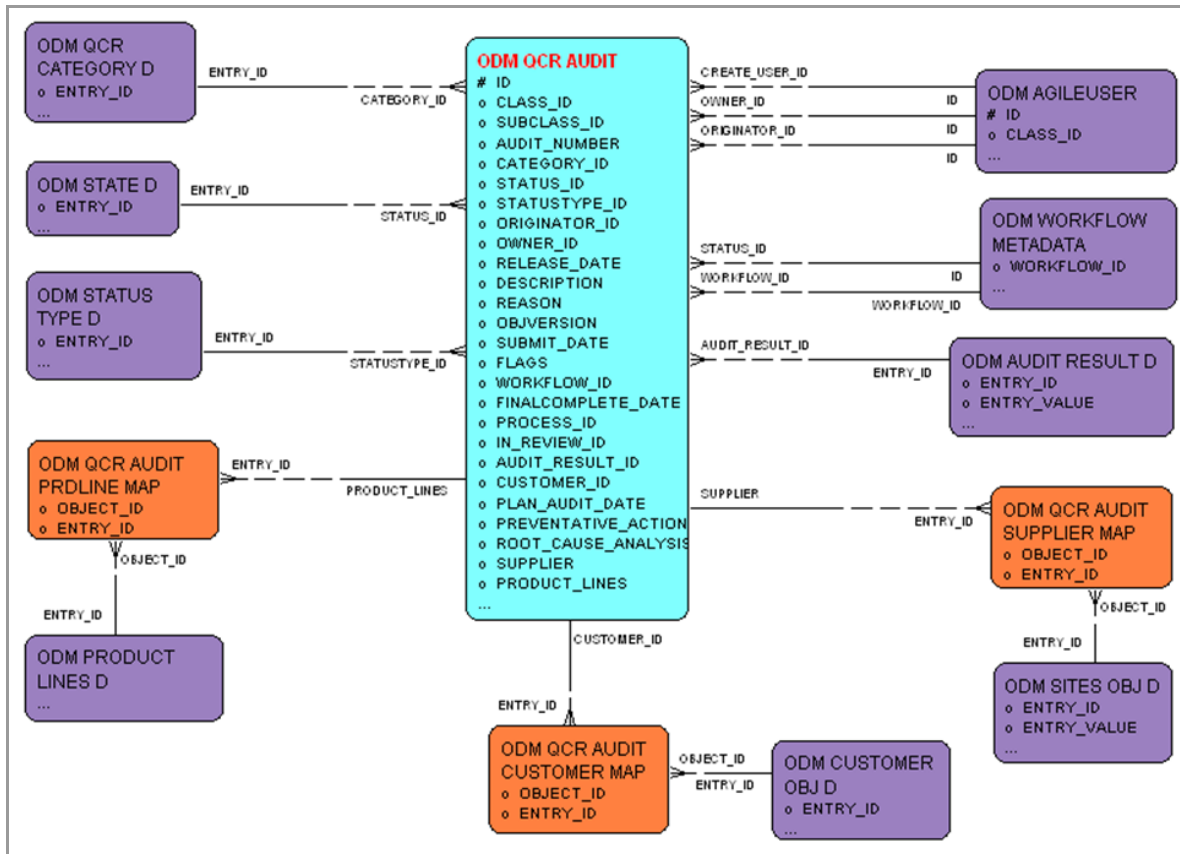 ODM QCR
CATEGORY D
o ENTRY_ID
...
ENTRY_ID
CATEGORY_ID
ODM STATE D
o ENTRY_ID
...
ENTRY_ID
STATUS_ID
ODM STATUS
TYPE D
o ENTRY_ID
...
ENTRY_ID
STATUSTYPE_ID
ODM QCR AUDIT
PRDLINE MAP
o OBJECT_ID
o ENTRY_ID
ENTRY_ID
PRODUCT_LINES
OBJECT_ID
ENTRY_ID
ODM PRODUCT
LINES D
...
ODM QCR AUDIT
# ID
o CLASS_ID
o SUBCLASS_ID
o AUDIT_NUMBER
o CATEGORY_ID
o STATUS_ID
o STATUSTYPE_ID
o ORIGINATOR_ID
o OWNER_ID
o RELEASE_DATE
o DESCRIPTION
o REASON
o OBJVERSION
o SUBMIT_DATE
o FLAGS
o WORKFLOW_ID
o FINALCOMPLETE_DATE
o PROCESS_ID
o IN_REVIEW_ID
o AUDIT_RESULT_ID
o CUSTOMER_ID
o PLAN_AUDIT_DATE
o PREVENTATIVE_ACTION
o ROOT_CAUSE_ANALYSIS
o SUPPLIER
o PRODUCT_LINES
...
CUSTOMER_ID
ENTRY_ID
ODM QCR AUDIT
CUSTOMER MAP
o OBJECT_ID
o ENTRY_ID
OBJECT_ID
ENTRY_ID
ODM CUSTOMER
OBJ D
o ENTRY_ID
...
CREATE_USER_ID
ID
OWNER_ID
ID
ORIGINATOR_ID
ID
ODM AGILEUSER
# ID
o CLASS_ID
...
STATUS_ID
ID
WORKFLOW_ID
WORKFLOW_ID
ODM WORKFLOW
METADATA
o WORKFLOW_ID
...
AUDIT_RESULT_ID
ENTRY_ID
ODM AUDIT RESULT D
o ENTRY_ID
o ENTRY_VALUE
...
SUPPLIER
ENTRY_ID
ODM QCR AUDIT
SUPPLIER MAP
o OBJECT_ID
o ENTRY_ID
OBJECT_ID
ENTRY_ID
ODM SITES OBJ D
o ENTRY_ID
o ENTRY_VALUE
...